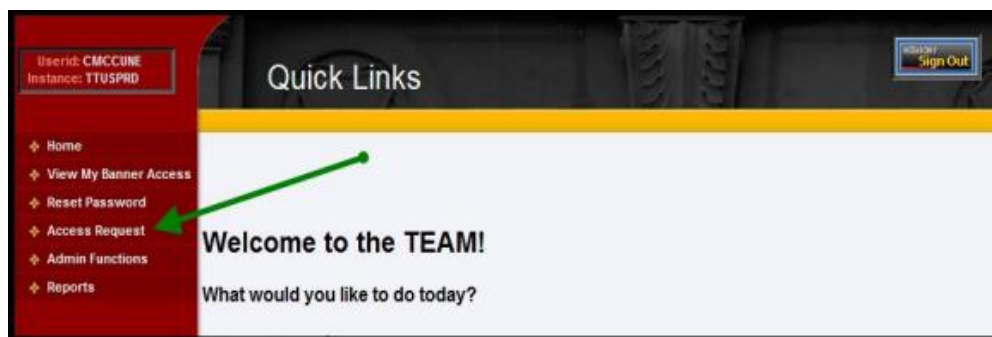 Userid: CMCCUNE
Instance: TTUSPRD
Quick Links
Sign Out
Home
View My Banner Access
Reset Password
Access Request
Admin Functions
Reports
Welcome to the TEAM!
What would you like to do today?